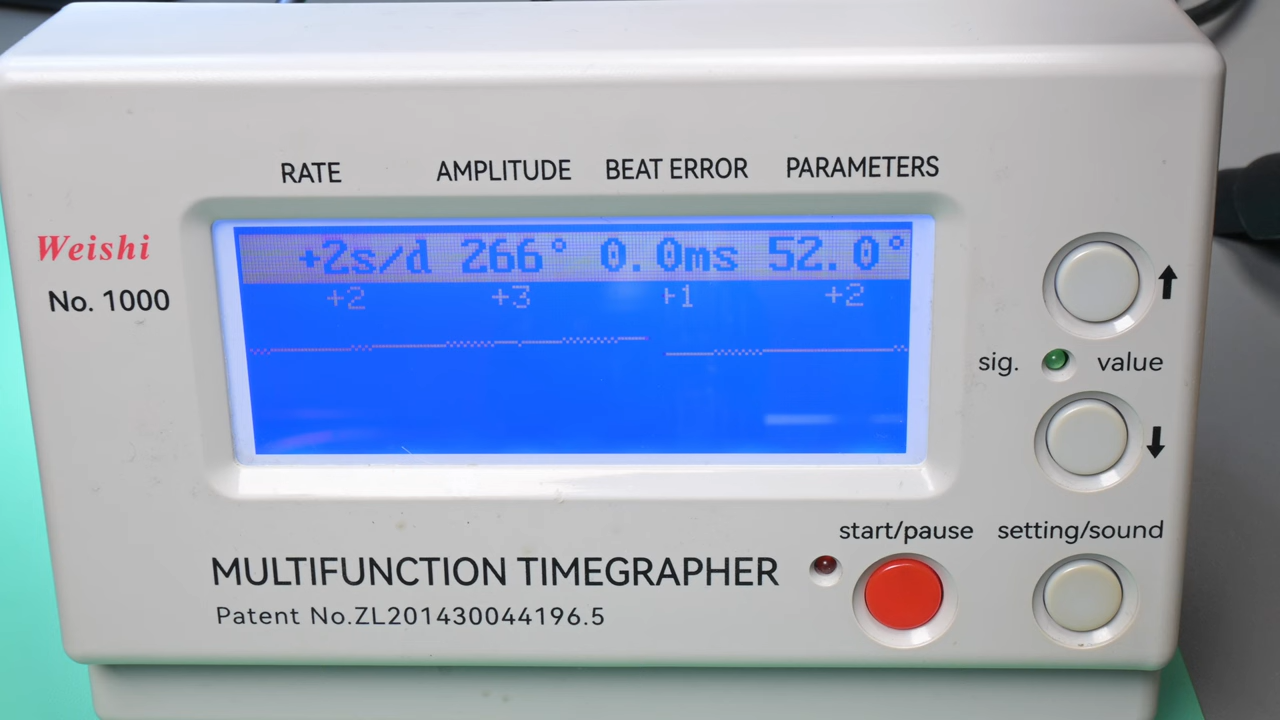 RATE AMPLITUDE BEAT ERROR PARAMETERS
Weishi
No. 1000
+2s/d 266° 0.0ms 52.0°
+2 +3 +1 +2
sig. value
start/pause setting/sound
MULTIFUNCTION TIMEGRAPHER
Patent No.ZL201430044196.5